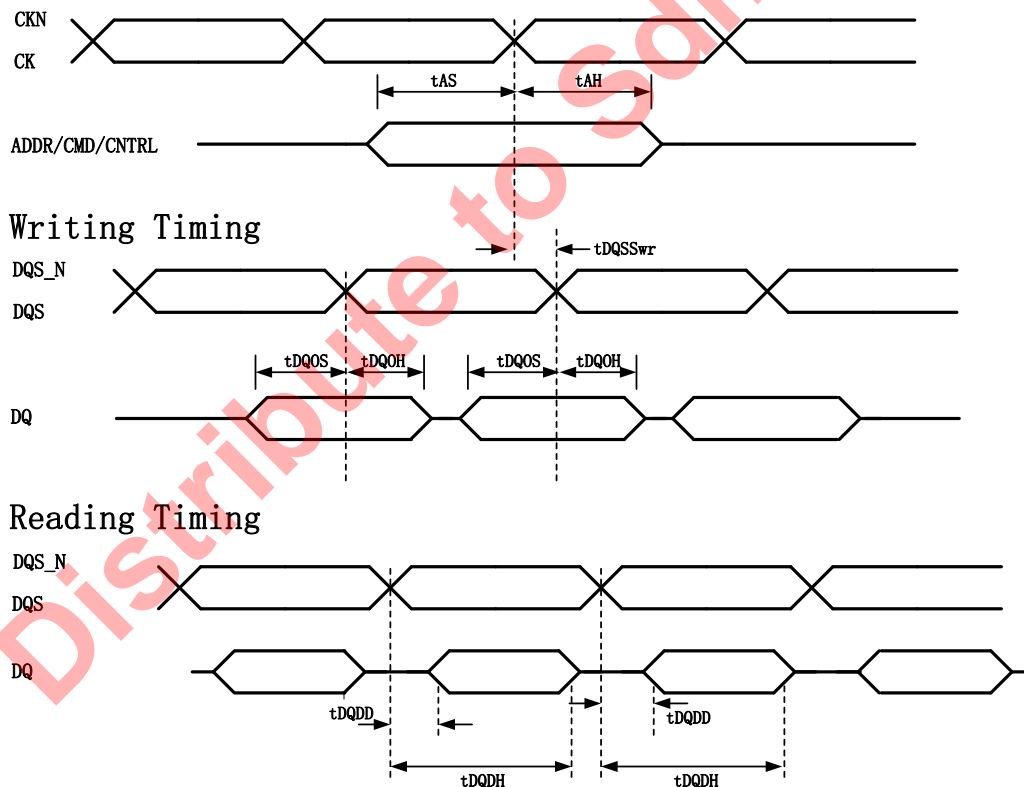 CKN
CK
tAS
tAH
ADDR/CMD/CNTRL
Writing Timing
tDQSSwr
DQS_N
DQS
tDQOS
tDQOH
tDQOS
tDQOH
DQ
Reading Timing
DQS_N
DQS
DQ
tDQDD
tDQDD
tDQDH
tDQDH
Distribute to Sdr